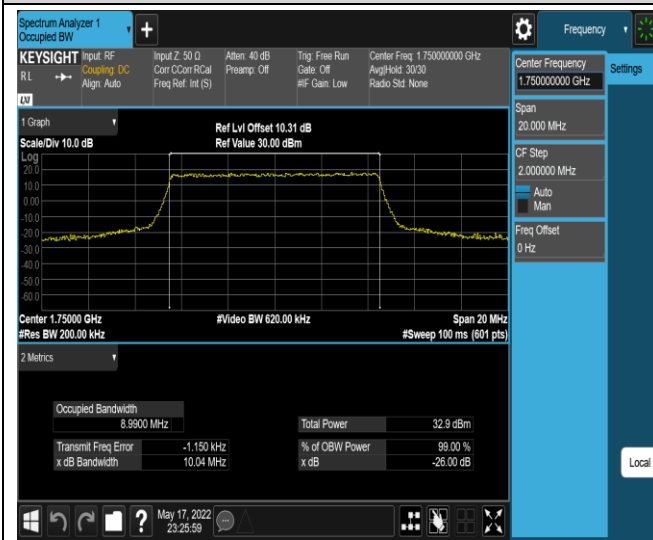 Spectrum Analyzer 1
Occupied BW
+
Frequency
KEYSIGHT
RL
LXI
Input: RF
Coupling: DC
Align: Auto
Input Z: 50 Ω
Corr CCorr RCal
Freq Ref: Int (S)
Atten: 40 dB
Preamp: Off
Trig: Free Run
Gate: Off
#IF Gain: Low
Center Freq: 1.750000000 GHz
Avg|Hold: 30/30
Radio Std: None
Center Frequency
1.750000000 GHz
Settings
Span
20.000 MHz
CF Step
2.000000 MHz
Auto
Man
Freq Offset
0 Hz
1 Graph
Scale/Div 10.0 dB
Ref Lvl Offset 10.31 dB
Ref Value 30.00 dBm
Log
20.0
10.0
0.00
-10.0
-20.0
-30.0
-40.0
-50.0
-60.0
Center 1.75000 GHz
#Video BW 620.00 kHz
Span 20 MHz
#Res BW 200.00 kHz
#Sweep 100 ms (601 pts)
2 Metrics
Occupied Bandwidth
8.9900 MHz
Total Power 32.9 dBm
Transmit Freq Error -1.150 kHz
% of OBW Power 99.00 %
x dB Bandwidth 10.04 MHz
x dB -26.00 dB
Local
?
May 17, 2022
23:25:59